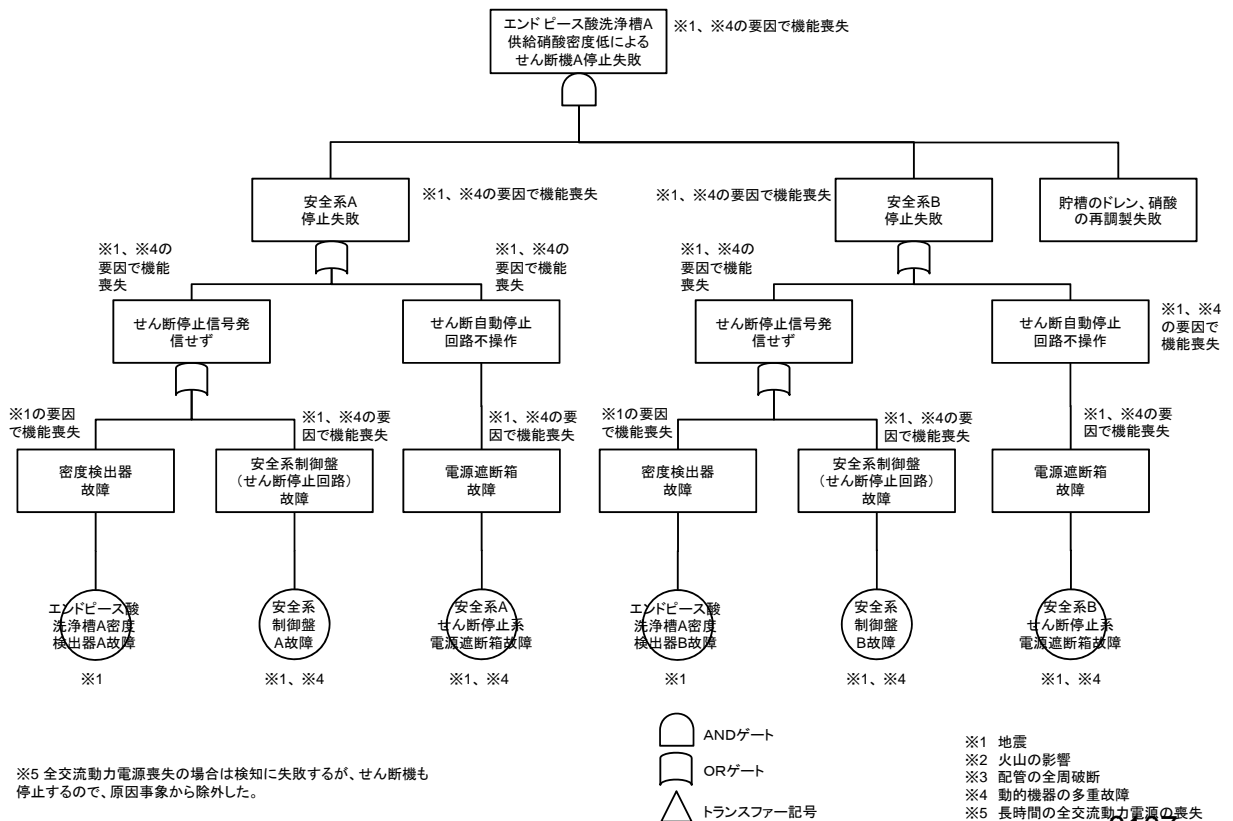 エンドピース酸洗浄槽A
供給硝酸密度低による
せん断機A停止失敗
※1、※4の要因で機能喪失
安全系A
停止失敗
※1、※4の要因で機能喪失
※1、※4の要因で機能喪失
安全系B
停止失敗
貯槽のドレン、硝酸
の再調製失敗
※1、※4の
要因で機能
喪失
※1、※4の
要因で機能
喪失
※1、※4の
要因で機能
喪失
せん断停止信号発
信せず
せん断自動停止
回路不操作
せん断停止信号発
信せず
せん断自動停止
回路不操作
※1、※4
の要因で
機能喪失
※1の要因
で機能喪失
※1、※4の要
因で機能喪失
※1、※4の要
因で機能喪失
※1の要因
で機能喪失
※1、※4の要
因で機能喪失
※1、※4の要
因で機能喪失
密度検出器
故障
安全系制御盤
(せん断停止回路)
故障
電源遮断箱
故障
密度検出器
故障
安全系制御盤
(せん断停止回路)
故障
電源遮断箱
故障
エンドピース酸
洗浄槽A密度
検出器A故障
安全系
制御盤
A故障
安全系A
せん断停止系
電源遮断箱故障
エンドピース酸
洗浄槽A密度
検出器B故障
安全系
制御盤
B故障
安全系B
せん断停止系
電源遮断箱故障
※1
※1、※4
※1、※4
※1
※1、※4
※1、※4
※5 全交流動力電源喪失の場合は検知に失敗するが、せん断機も
停止するので、原因事象から除外した。
ANDゲート
ORゲート
トランスファー記号
※1 地震
※2 火山の影響
※3 配管の全周破断
※4 動的機器の多重故障
※5 長時間の全交流動力電源の喪失